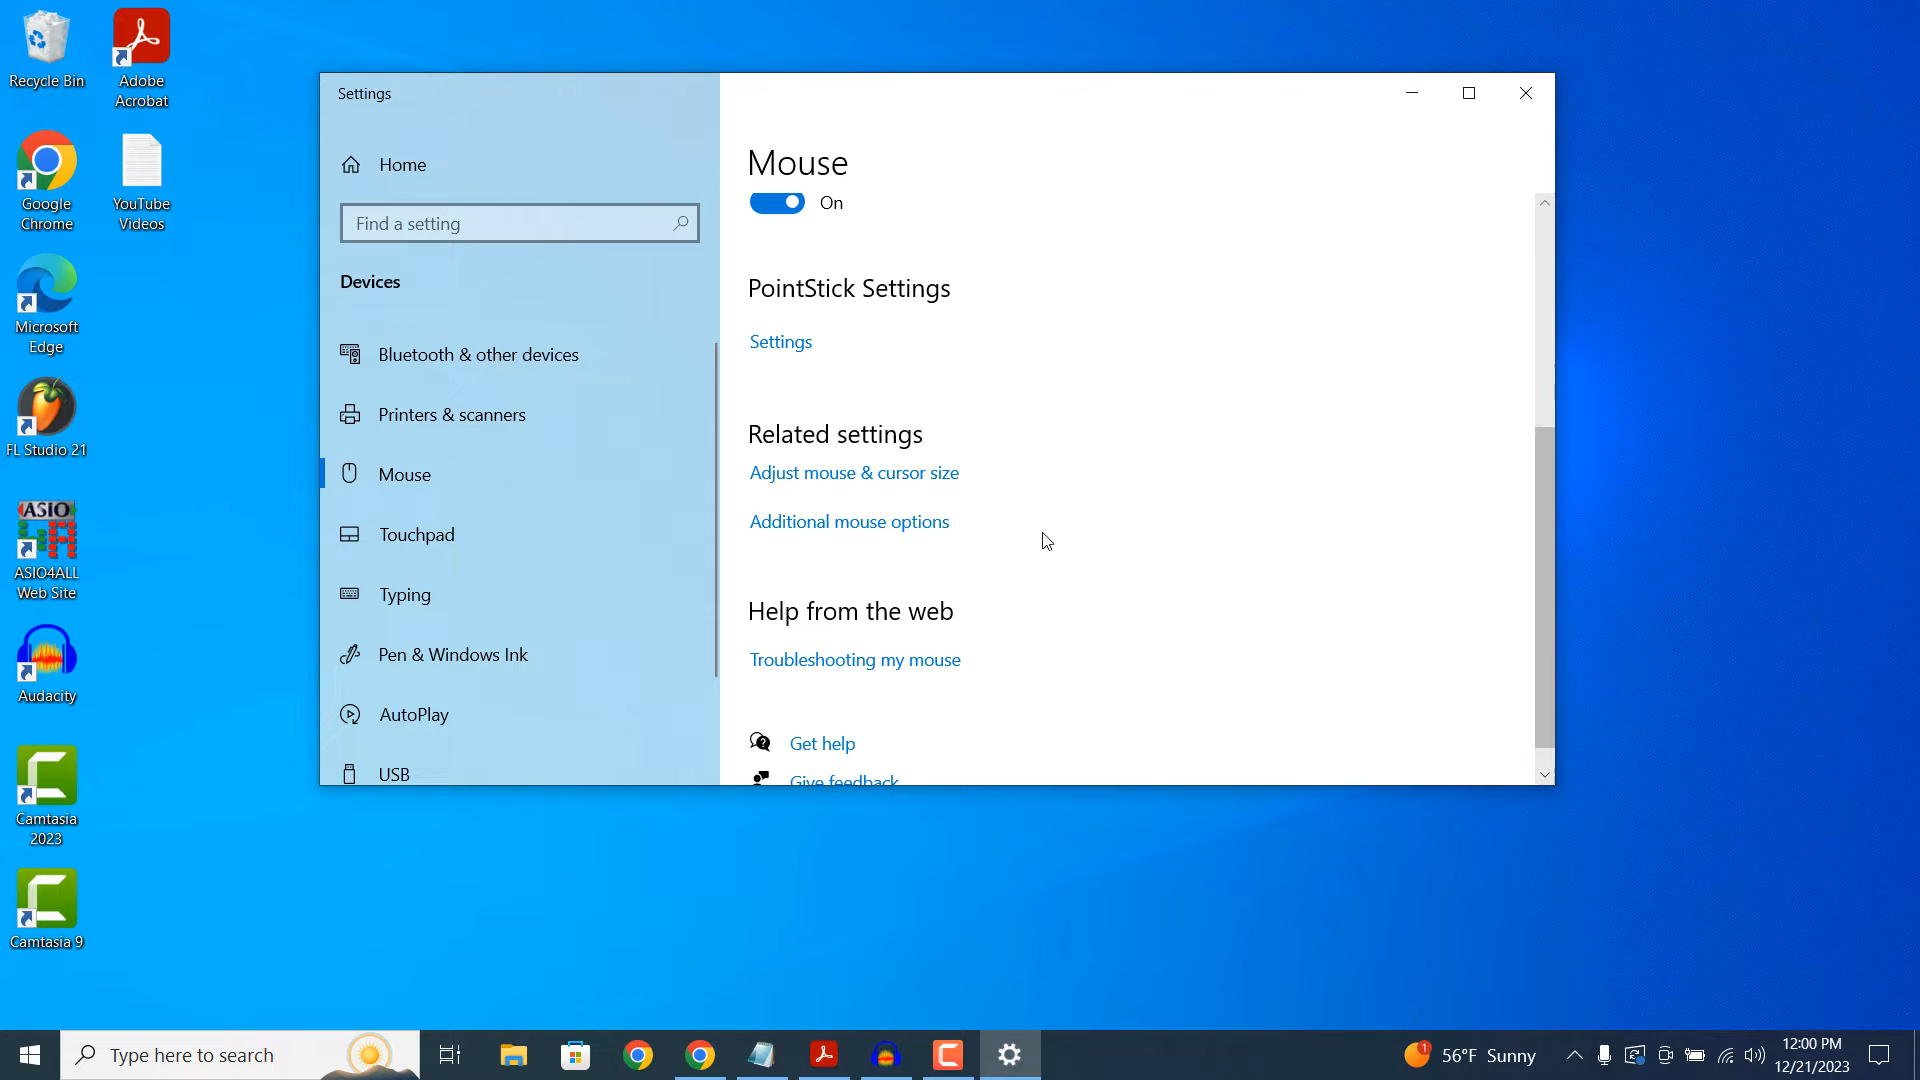 Recycle Bin
Adobe
Acrobat
Google
Chrome
YouTube
Videos
Microsoft
Edge
FL Studio 21
ASIO
ASIO4ALL
Web Site
Audacity
Camtasia
2023
Camtasia 9
Settings
Home
Find a setting
Devices
Bluetooth & other devices
Printers & scanners
Mouse
Touchpad
Typing
Pen & Windows Ink
AutoPlay
USB
Mouse
On
PointStick Settings
Settings
Related settings
Adjust mouse & cursor size
Additional mouse options
Help from the web
Troubleshooting my mouse
Get help
Give feedback
Type here to search
1
56°F Sunny
12:00 PM
12/21/2023